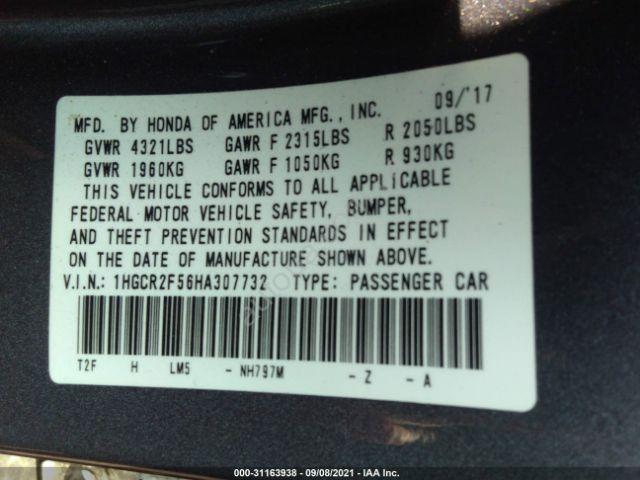 MFD. BY HONDA OF AMERICA MFG., INC. 09/'17
GVWR 4321LBS GAWR F 2315LBS R 2050LBS
GVWR 1960KG GAWR F 1050KG R 930KG
THIS VEHICLE CONFORMS TO ALL APPLICABLE
FEDERAL MOTOR VEHICLE SAFETY, BUMPER,
AND THEFT PREVENTION STANDARDS IN EFFECT
ON THE DATE OF MANUFACTURE SHOWN ABOVE.
V.I.N.: 1HGCR2F56HA307732 TYPE: PASSENGER CAR
T2F H LM5 - NH797M - Z - A
000-31163938 - 09/08/2021 - IAA Inc.